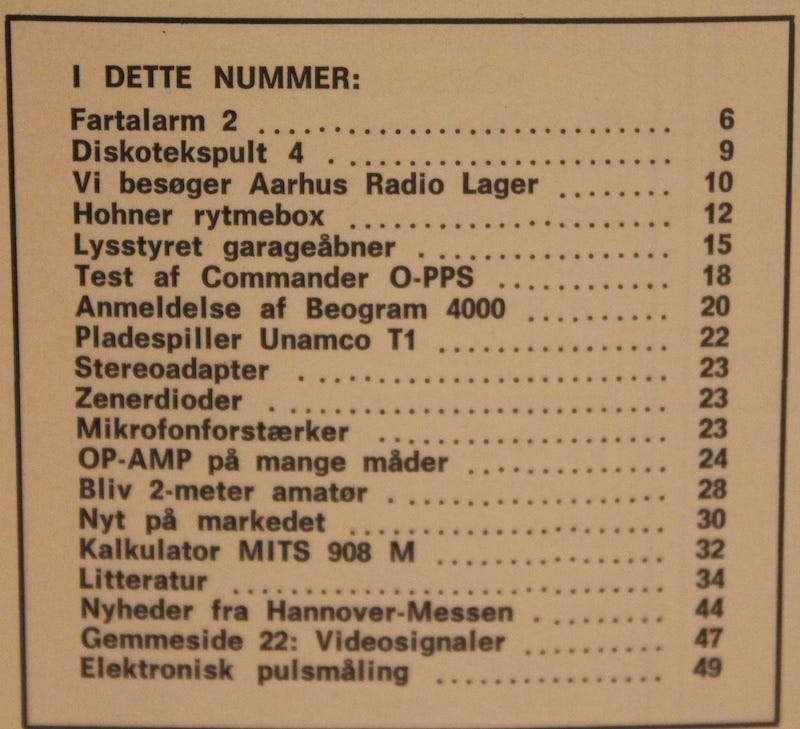 I DETTE NUMMER:
Fartalarm 2 ............................ 6
Diskotekspult 4 . ...................... 9
Vi besøger Aarhus Radio Lager ........ 10
Hohner rytmebox ...................... 12
Lysstyret garageåbner . ................ 15
Test af Commander O-PPS ............ 18
Anmeldelse af Beogram 4000 .......... 20
Pladespiller Unamco T1 ................ 22
Stereoadapter . ........................ 23
Zenerdioder . .......................... 23
Mikrofonforstærker .................... 23
OP-AMP på mange måder .............. 24
Bliv 2-meter amatør . .................. 28
Nyt på markedet ...................... 30
Kalkulator MITS 908 M ................ 32
Litteratur .............................. 34
Nyheder fra Hannover-Messen . ........ 44
Gemmeside 22: Videosignaler .......... 47
Elektronisk pulsmåling ................ 49